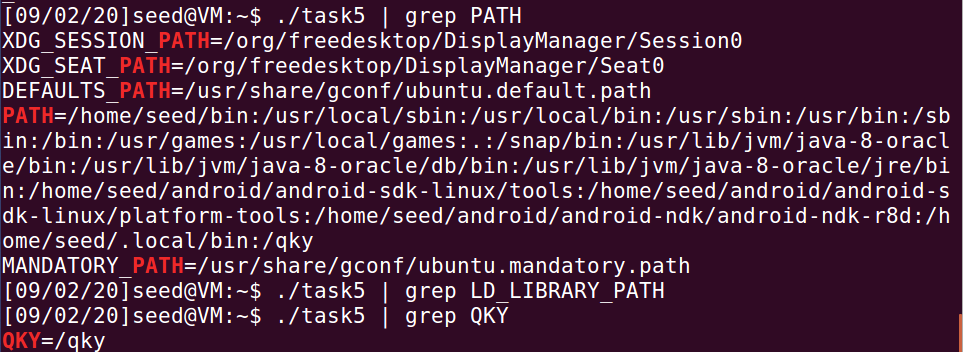 [09/02/20]seed@VM:~$ ./task5 | grep PATH
XDG_SESSION_PATH=/org/freedesktop/DisplayManager/Session0
XDG_SEAT_PATH=/org/freedesktop/DisplayManager/Seat0
DEFAULTS_PATH=/usr/share/gconf/ubuntu.default.path
PATH=/home/seed/bin:/usr/local/sbin:/usr/local/bin:/usr/sbin:/usr/bin:/sb
in:/bin:/usr/games:/usr/local/games:.:/snap/bin:/usr/lib/jvm/java-8-oracl
e/bin:/usr/lib/jvm/java-8-oracle/db/bin:/usr/lib/jvm/java-8-oracle/jre/bi
n:/home/seed/android/android-sdk-linux/tools:/home/seed/android/android-s
dk-linux/platform-tools:/home/seed/android/android-ndk/android-ndk-r8d:/h
ome/seed/.local/bin:/qky
MANDATORY_PATH=/usr/share/gconf/ubuntu.mandatory.path
[09/02/20]seed@VM:~$ ./task5 | grep LD_LIBRARY_PATH
[09/02/20]seed@VM:~$ ./task5 | grep QKY
QKY=/qky